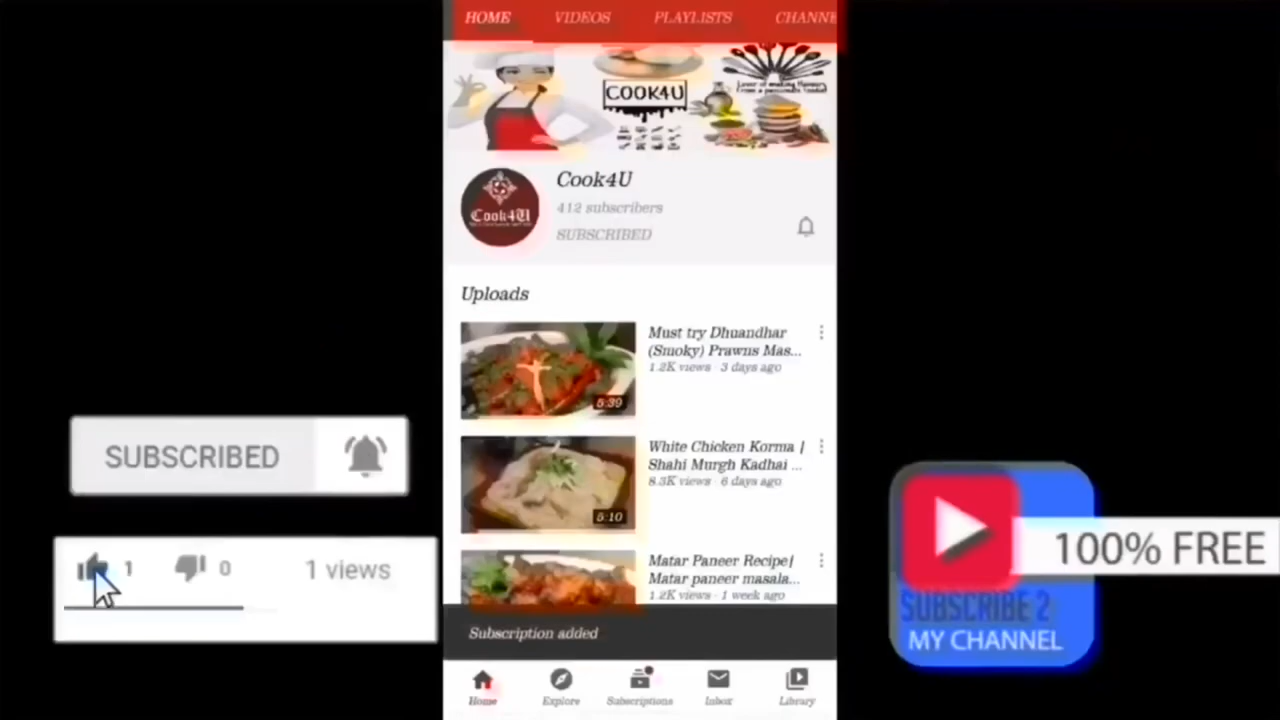 HOME VIDEOS PLAYLISTS CHANNE
COOK4U
Cook4U
Cook4U
412 subscribers
SUBSCRIBED
Uploads
Must try Dhuandhar
(Smoky) Prawns Mas...
1.2K views · 3 days ago
5:39
White Chicken Korma |
Shahi Murgh Kadhai ...
8.3K views · 6 days ago
5:10
Matar Paneer Recipe|
Matar paneer masala...
1.2K views · 1 week ago
Subscription added
Home Explore Subscriptions Inbox Library
SUBSCRIBED
1 0 1 views
100% FREE
SUBSCRIBE 2
MY CHANNEL